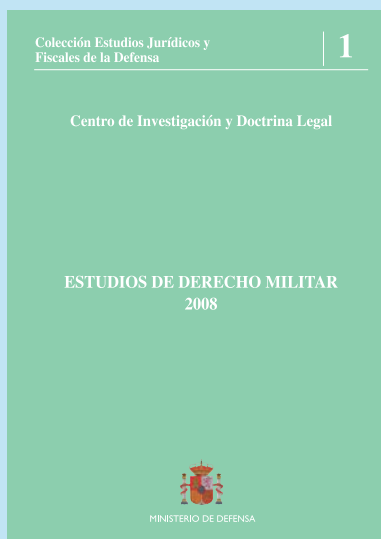 Colección Estudios Jurídicos y
Fiscales de la Defensa
1
Centro de Investigación y Doctrina Legal
ESTUDIOS DE DERECHO MILITAR
2008
MINISTERIO DE DEFENSA